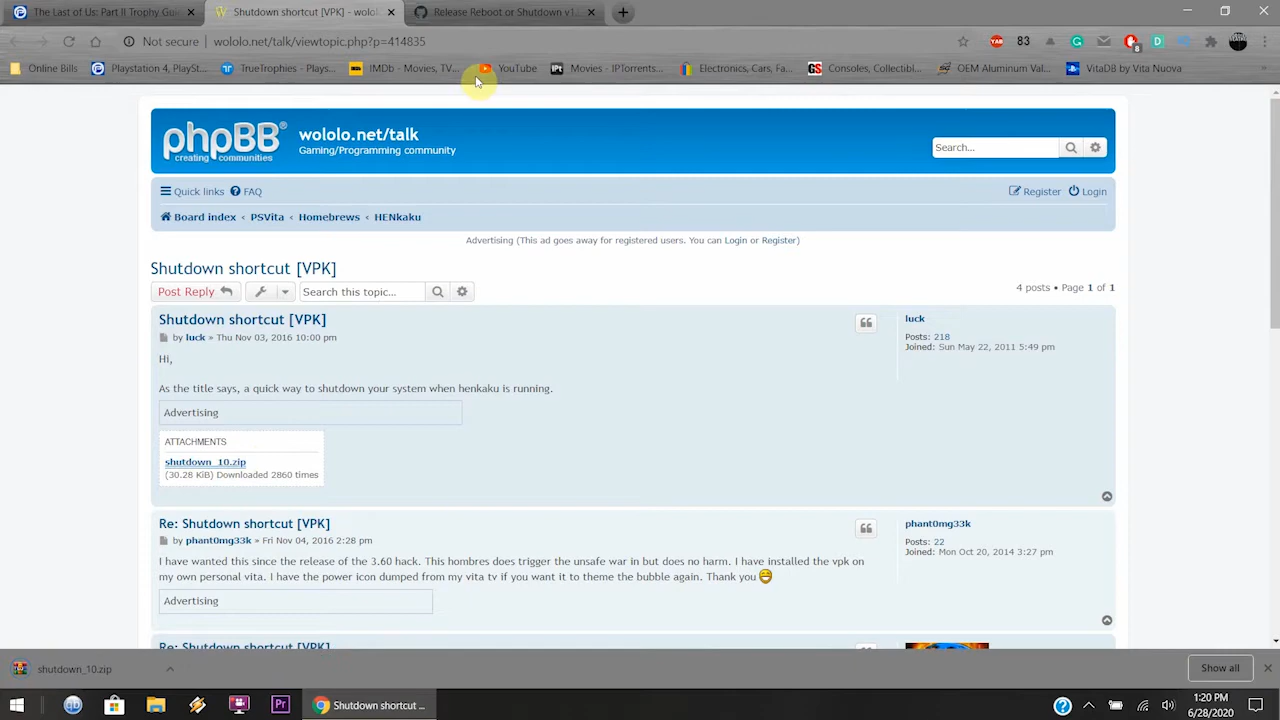 The Last of Us: Part II Trophy Guid
Shutdown shortcut [VPK] - wolol
Release Reboot or Shutdown v1.
Not secure
wololo.net/talk/viewtopic.php?p=414835
83
8
Online Bills
Playstation 4, PlaySt...
TrueTrophies - Plays...
IMDb - Movies, TV...
YouTube
Movies - IPTorrents...
Electronics, Cars, Fa...
GS
Consoles, Collectibl...
OEM Aluminum Val...
VitaDB by Vita Nuova
phpBB®
creating communities
wololo.net/talk
Gaming/Programming community
Search...
Quick links
FAQ
Register
Login
Board index ‹ PSVita ‹ Homebrews ‹ HENkaku
Advertising (This ad goes away for registered users. You can Login or Register)
Shutdown shortcut [VPK]
Post Reply
Search this topic...
4 posts • Page 1 of 1
Shutdown shortcut [VPK]
by luck » Thu Nov 03, 2016 10:00 pm
Hi,
As the title says, a quick way to shutdown your system when henkaku is running.
Advertising
ATTACHMENTS
shutdown_10.zip
(30.28 KiB) Downloaded 2860 times
luck
Posts: 218
Joined: Sun May 22, 2011 5:49 pm
Re: Shutdown shortcut [VPK]
by phant0mg33k » Fri Nov 04, 2016 2:28 pm
I have wanted this since the release of the 3.60 hack. This hombres does trigger the unsafe war in but does no harm. I have installed the vpk on
my own personal vita. I have the power icon dumped from my vita tv if you want it to theme the bubble again. Thank you
Advertising
phant0mg33k
Posts: 22
Joined: Mon Oct 20, 2014 3:27 pm
Re: Shutdown shortcut [VPK]
shutdown_10.zip
Show all
Pr
Shutdown shortcut ...
1:20 PM
6/28/2020